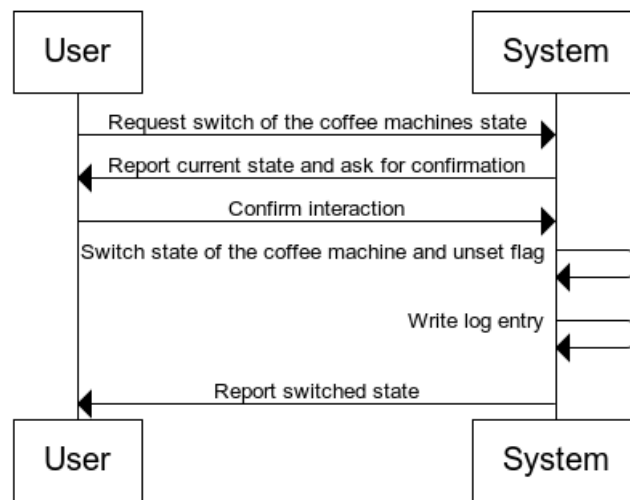 User
System
Request switch of the coffee machines state
Report current state and ask for confirmation
Confirm interaction
Switch state of the coffee machine and unset flag
Write log entry
Report switched state
User
System